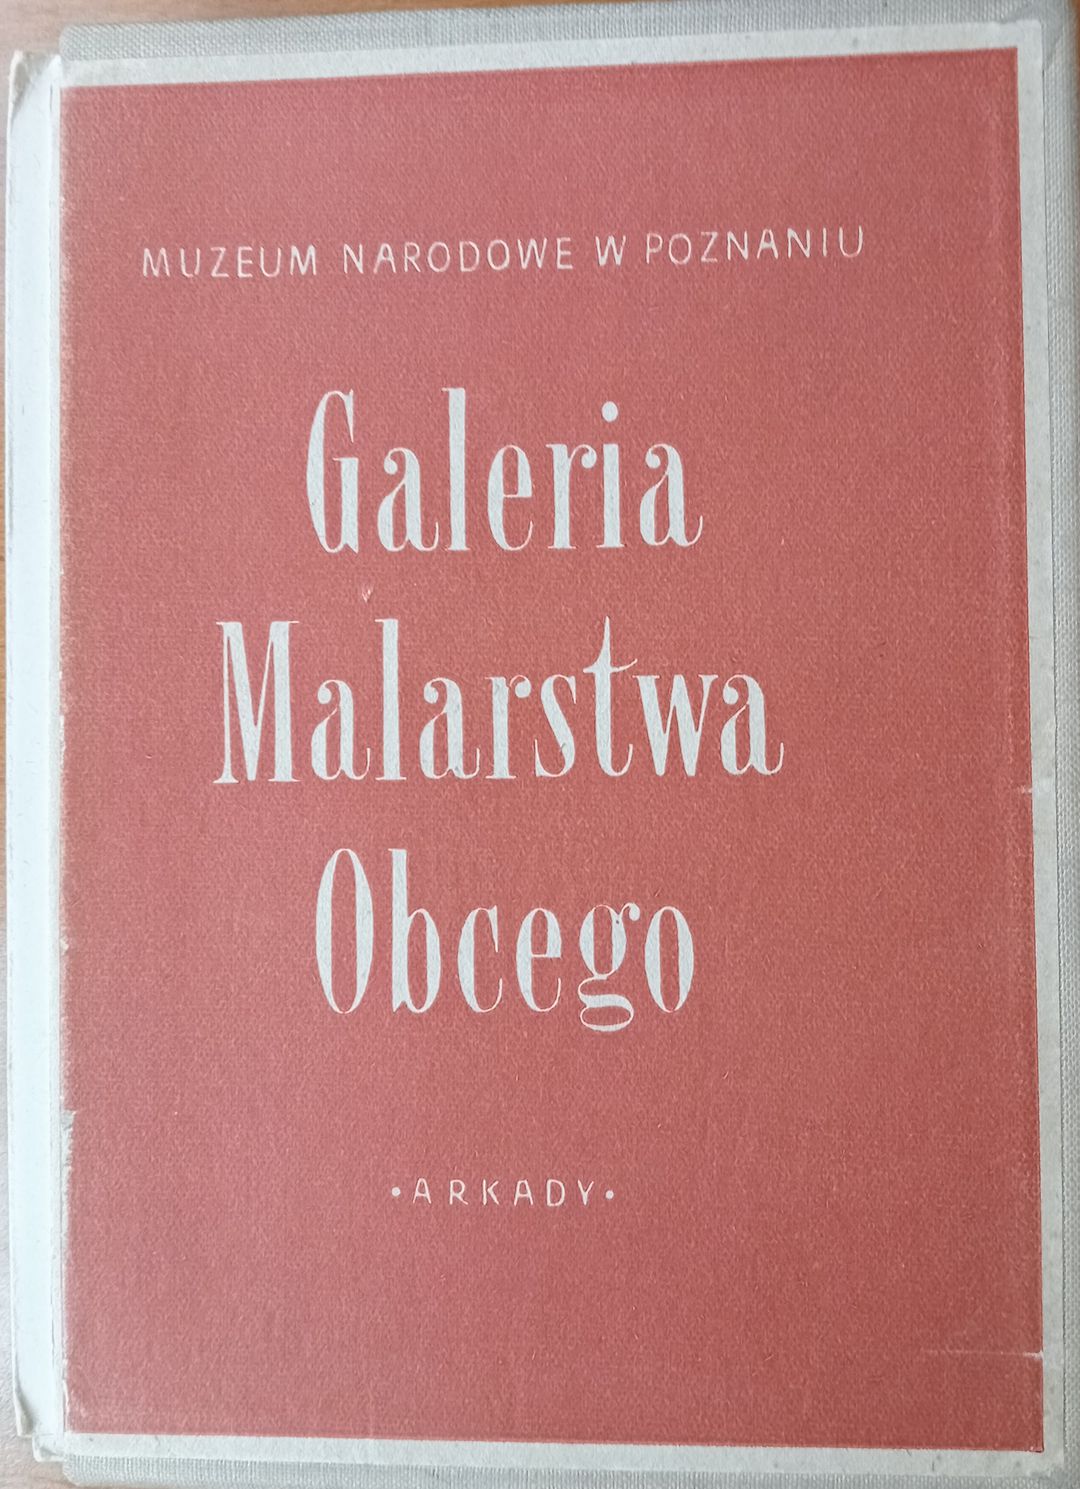 MUZEUM NARODOWE W POZNANIU
Galeria
Malarstwa
Obcego
•ARKADY•